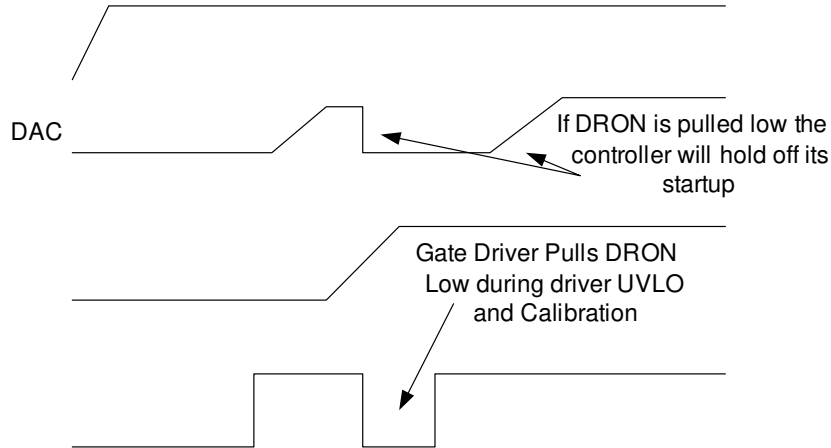 DAC
If DRON is pulled low the
controller will hold off its
startup
Gate Driver Pulls DRON
Low during driver UVLO
and Calibration